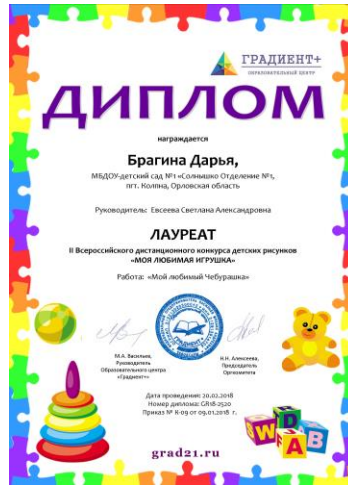 ГРАДИЕНТ+
ОБРАЗОВАТЕЛЬНЫЙ ЦЕНТР
ДИПЛОМ
награждается
Брагина Дарья,
МБДОУ-детский сад №1 «Солнышко Отделение №1,
пгт. Колпна, Орловская область
Руководитель: Евсеева Светлана Александровна
ЛАУРЕАТ
II Всероссийского дистанционного конкурса детских рисунков
«МОЯ ЛЮБИМАЯ ИГРУШКА»
Работа: «Мой любимый Чебурашка»
М.А. Васильев,
Руководитель
Образовательного центра
«Градиент+»
Н.Н. Алексеева,
Председатель
Оргкомитета
Дата проведения: 20.02.2018
Номер диплома: GR18-2520
Приказ № К-09 от 09.01.2018 г.
W
D
A
B
grad21.ru